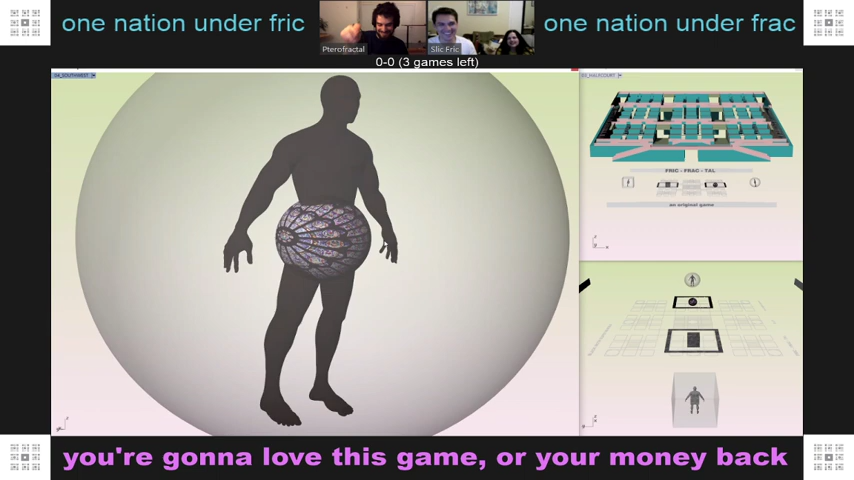 one nation under fric
one nation under frac
Pterofractal
Slic Fric
0-0 (3 games left)
FRIC - FRAC - TAL
an original game
you're gonna love this game, or your money back